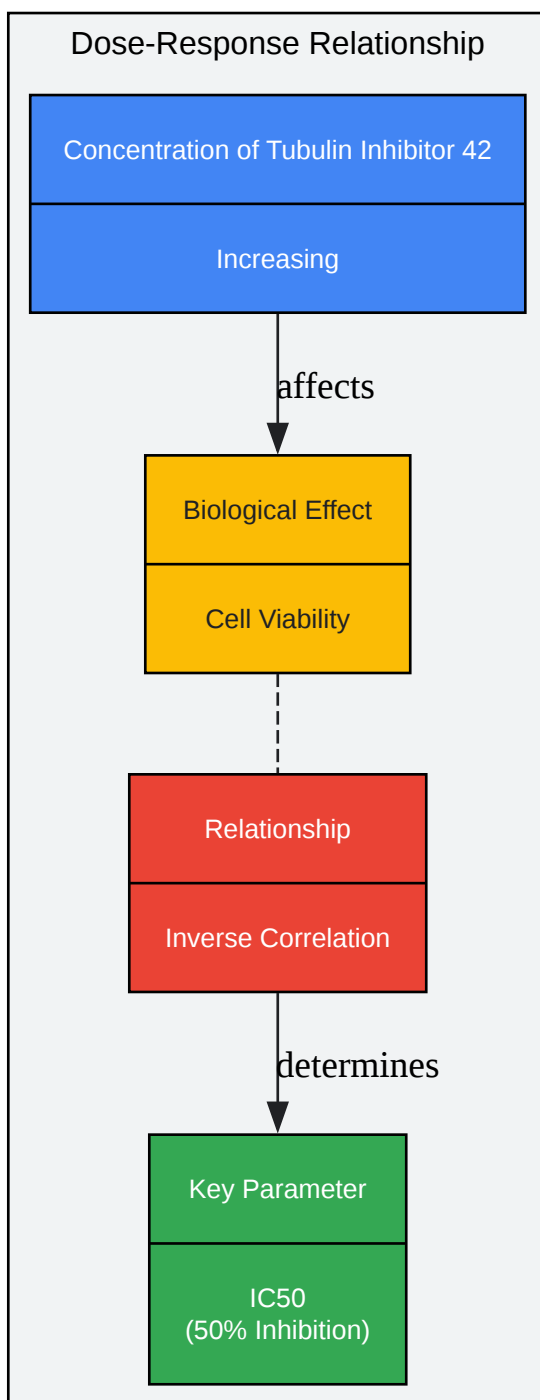 Dose-Response Relationship
Concentration of Tubulin Inhibitor 42
Increasing
affects
Biological Effect
Cell Viability
Relationship
Inverse Correlation
determines
Key Parameter
IC50
(50% Inhibition)